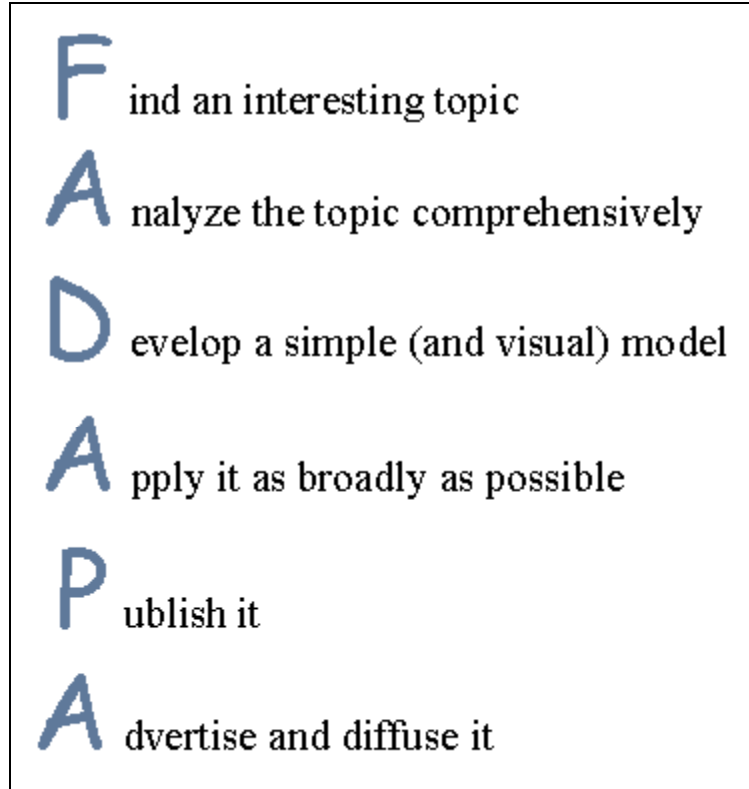 Find an interesting topic
Analyze the topic comprehensively
Develop a simple (and visual) model
Apply it as broadly as possible
Publish it
Advertise and diffuse it